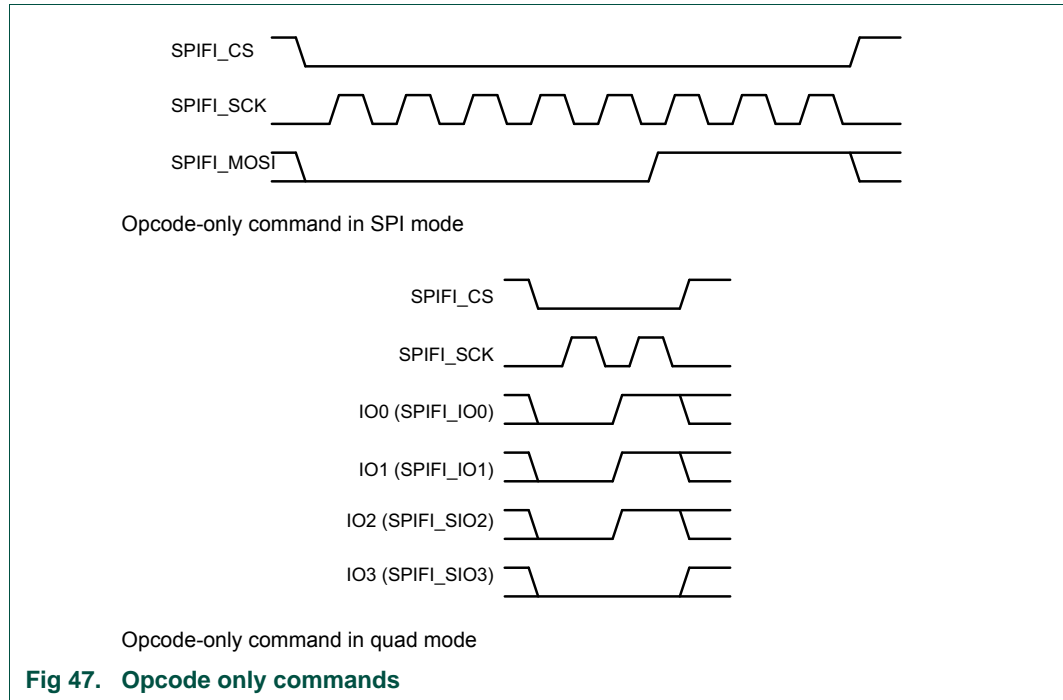 SPIFI_CS
SPIFI_SCK
SPIFI_MOSI
Opcode-only command in SPI mode
SPIFI_CS
SPIFI_SCK
IO0 (SPIFI_IO0)
IO1 (SPIFI_IO1)
IO2 (SPIFI_SIO2)
IO3 (SPIFI_SIO3)
Opcode-only command in quad mode
Fig 47. Opcode only commands